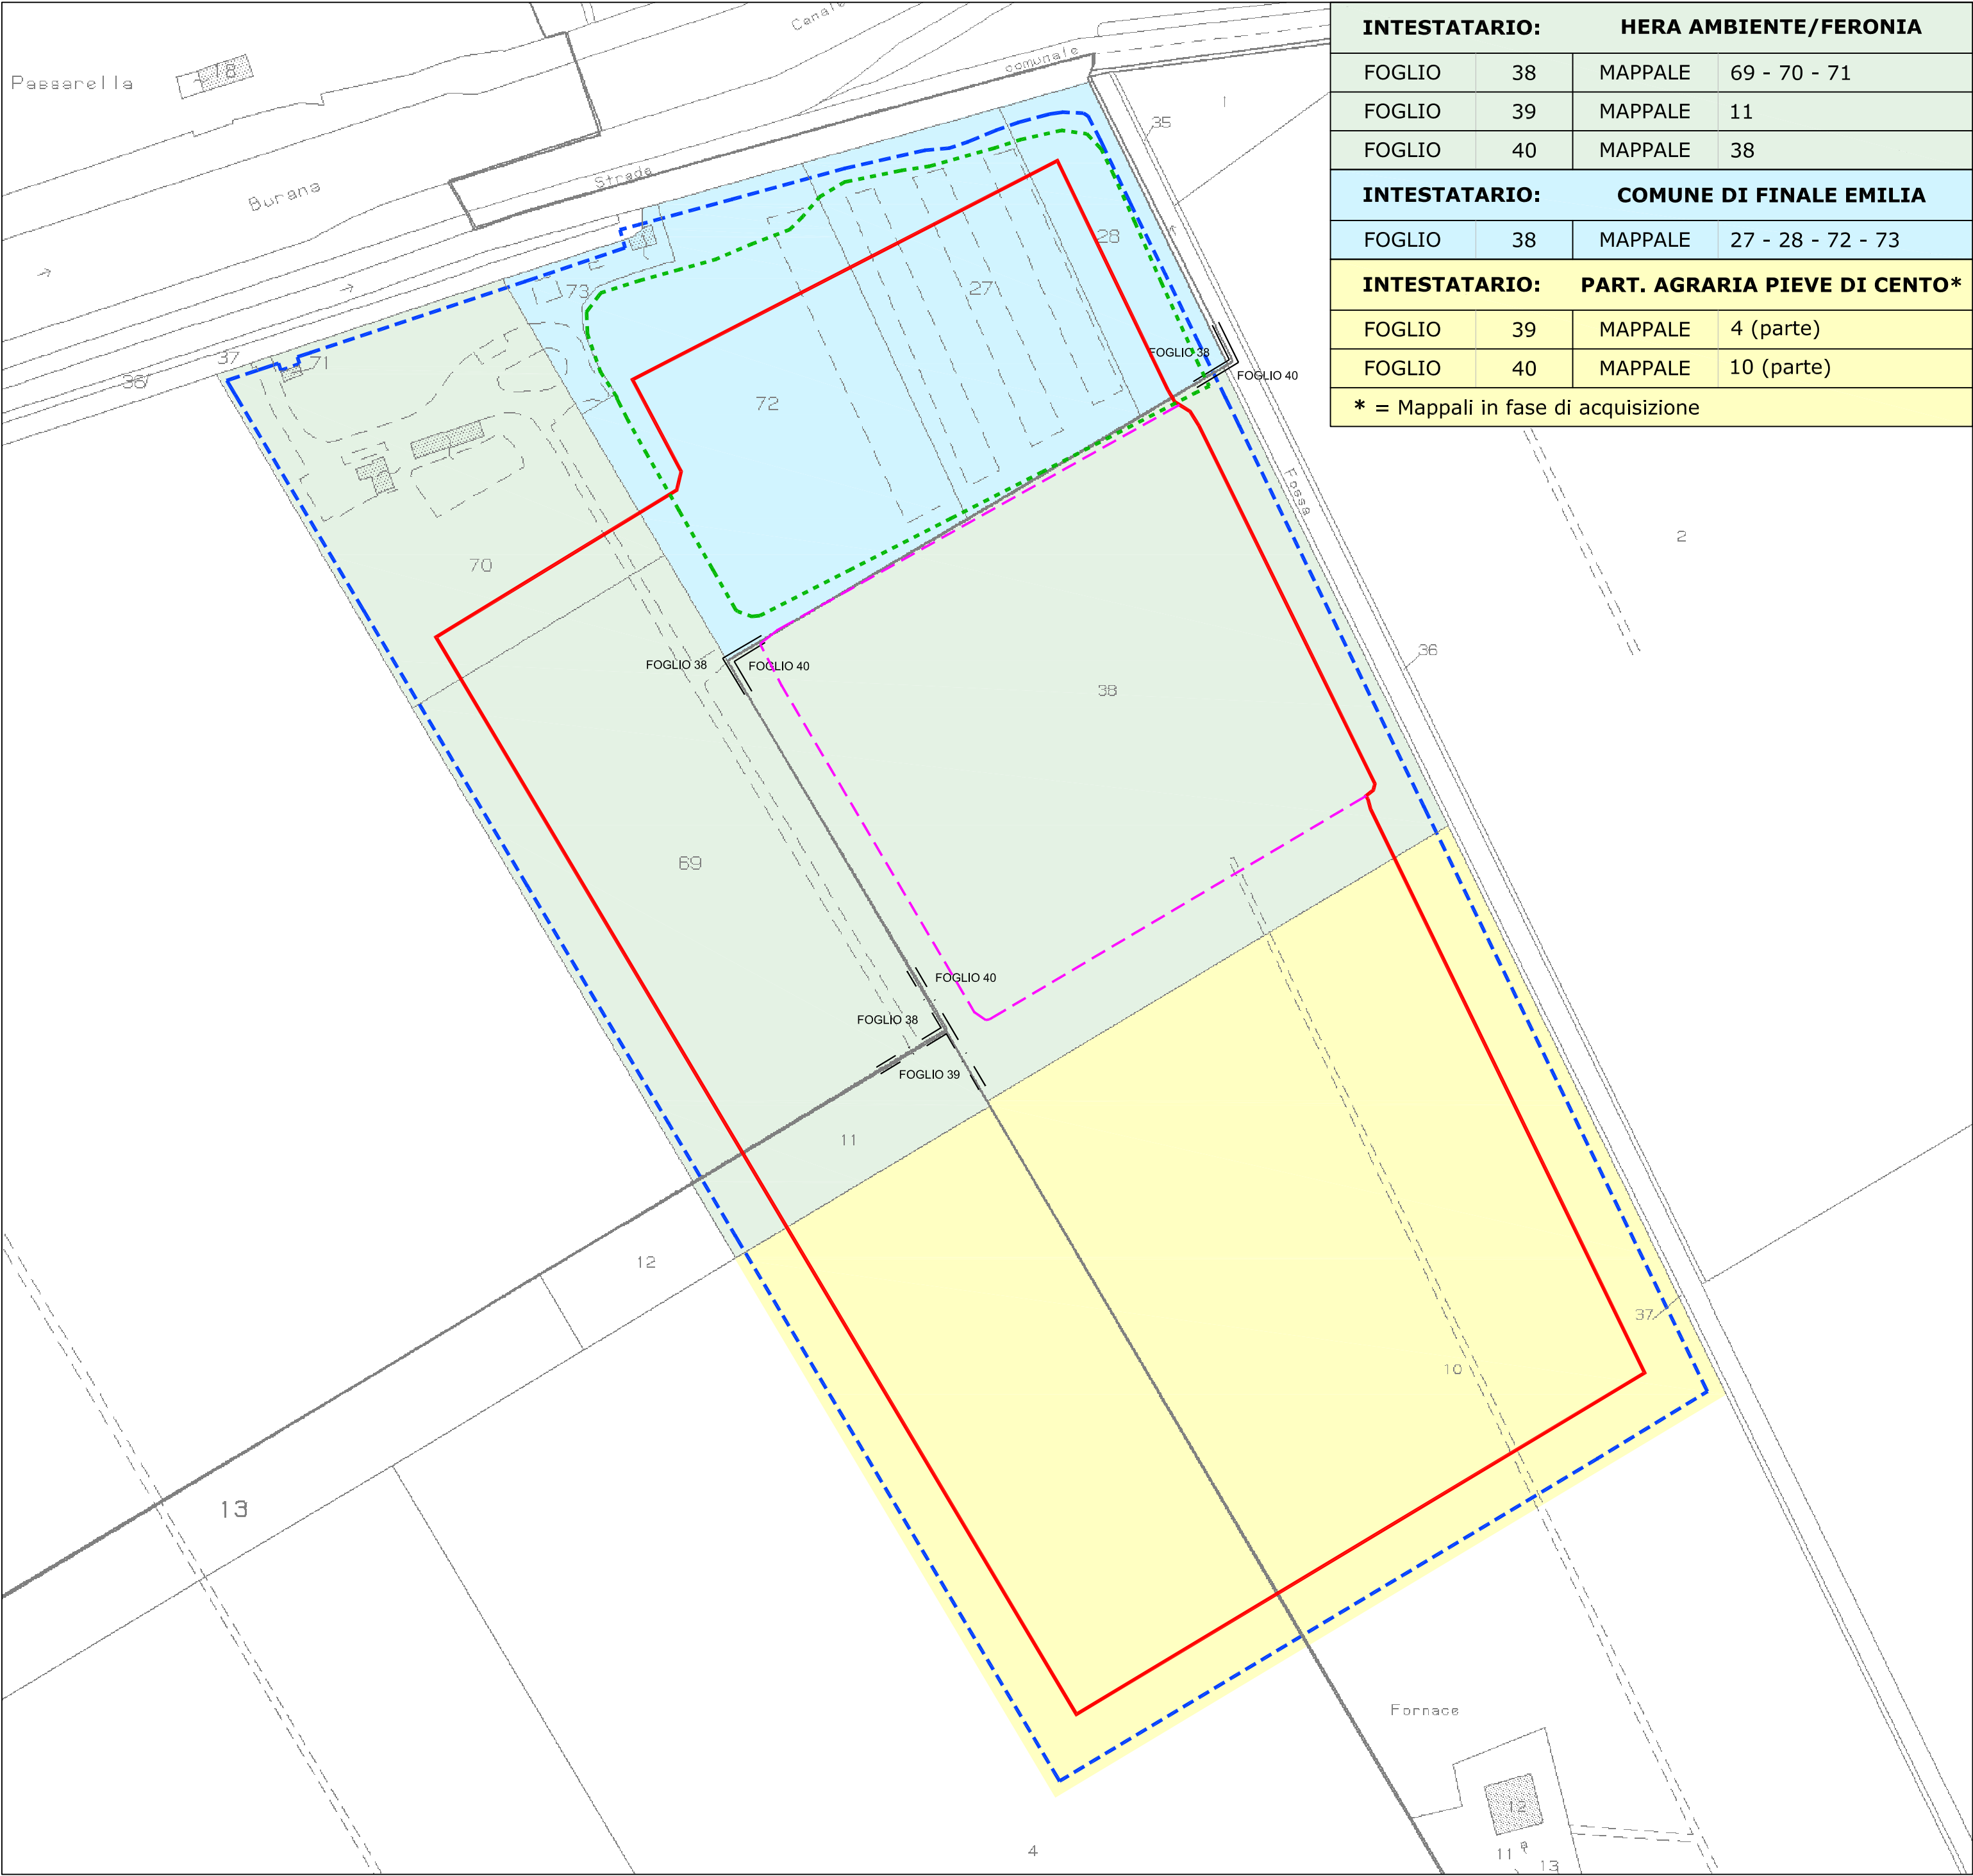 INTESTATARIO: HERA AMBIENTE/FERONIA
FOGLIO 38 MAPPALE 69 - 70 - 71
FOGLIO 39 MAPPALE 11
FOGLIO 40 MAPPALE 38
INTESTATARIO: COMUNE DI FINALE EMILIA
FOGLIO 38 MAPPALE 27 - 28 - 72 - 73
INTESTATARIO: PART. AGRARIA PIEVE DI CENTO*
FOGLIO 39 MAPPALE 4 (parte)
FOGLIO 40 MAPPALE 10 (parte)
* = Mappali in fase di acquisizione
Canale
comunale
Passarella
78
1
35
Strada
Burana
28
73
27
37
71
36
FOGLIO 38
FOGLIO 40
72
Fossa
2
70
36
FOGLIO 38
FOGLIO 40
38
69
FOGLIO 40
FOGLIO 38
FOGLIO 39
11
12
37
10
13
Fornace
12
4
11
a
13